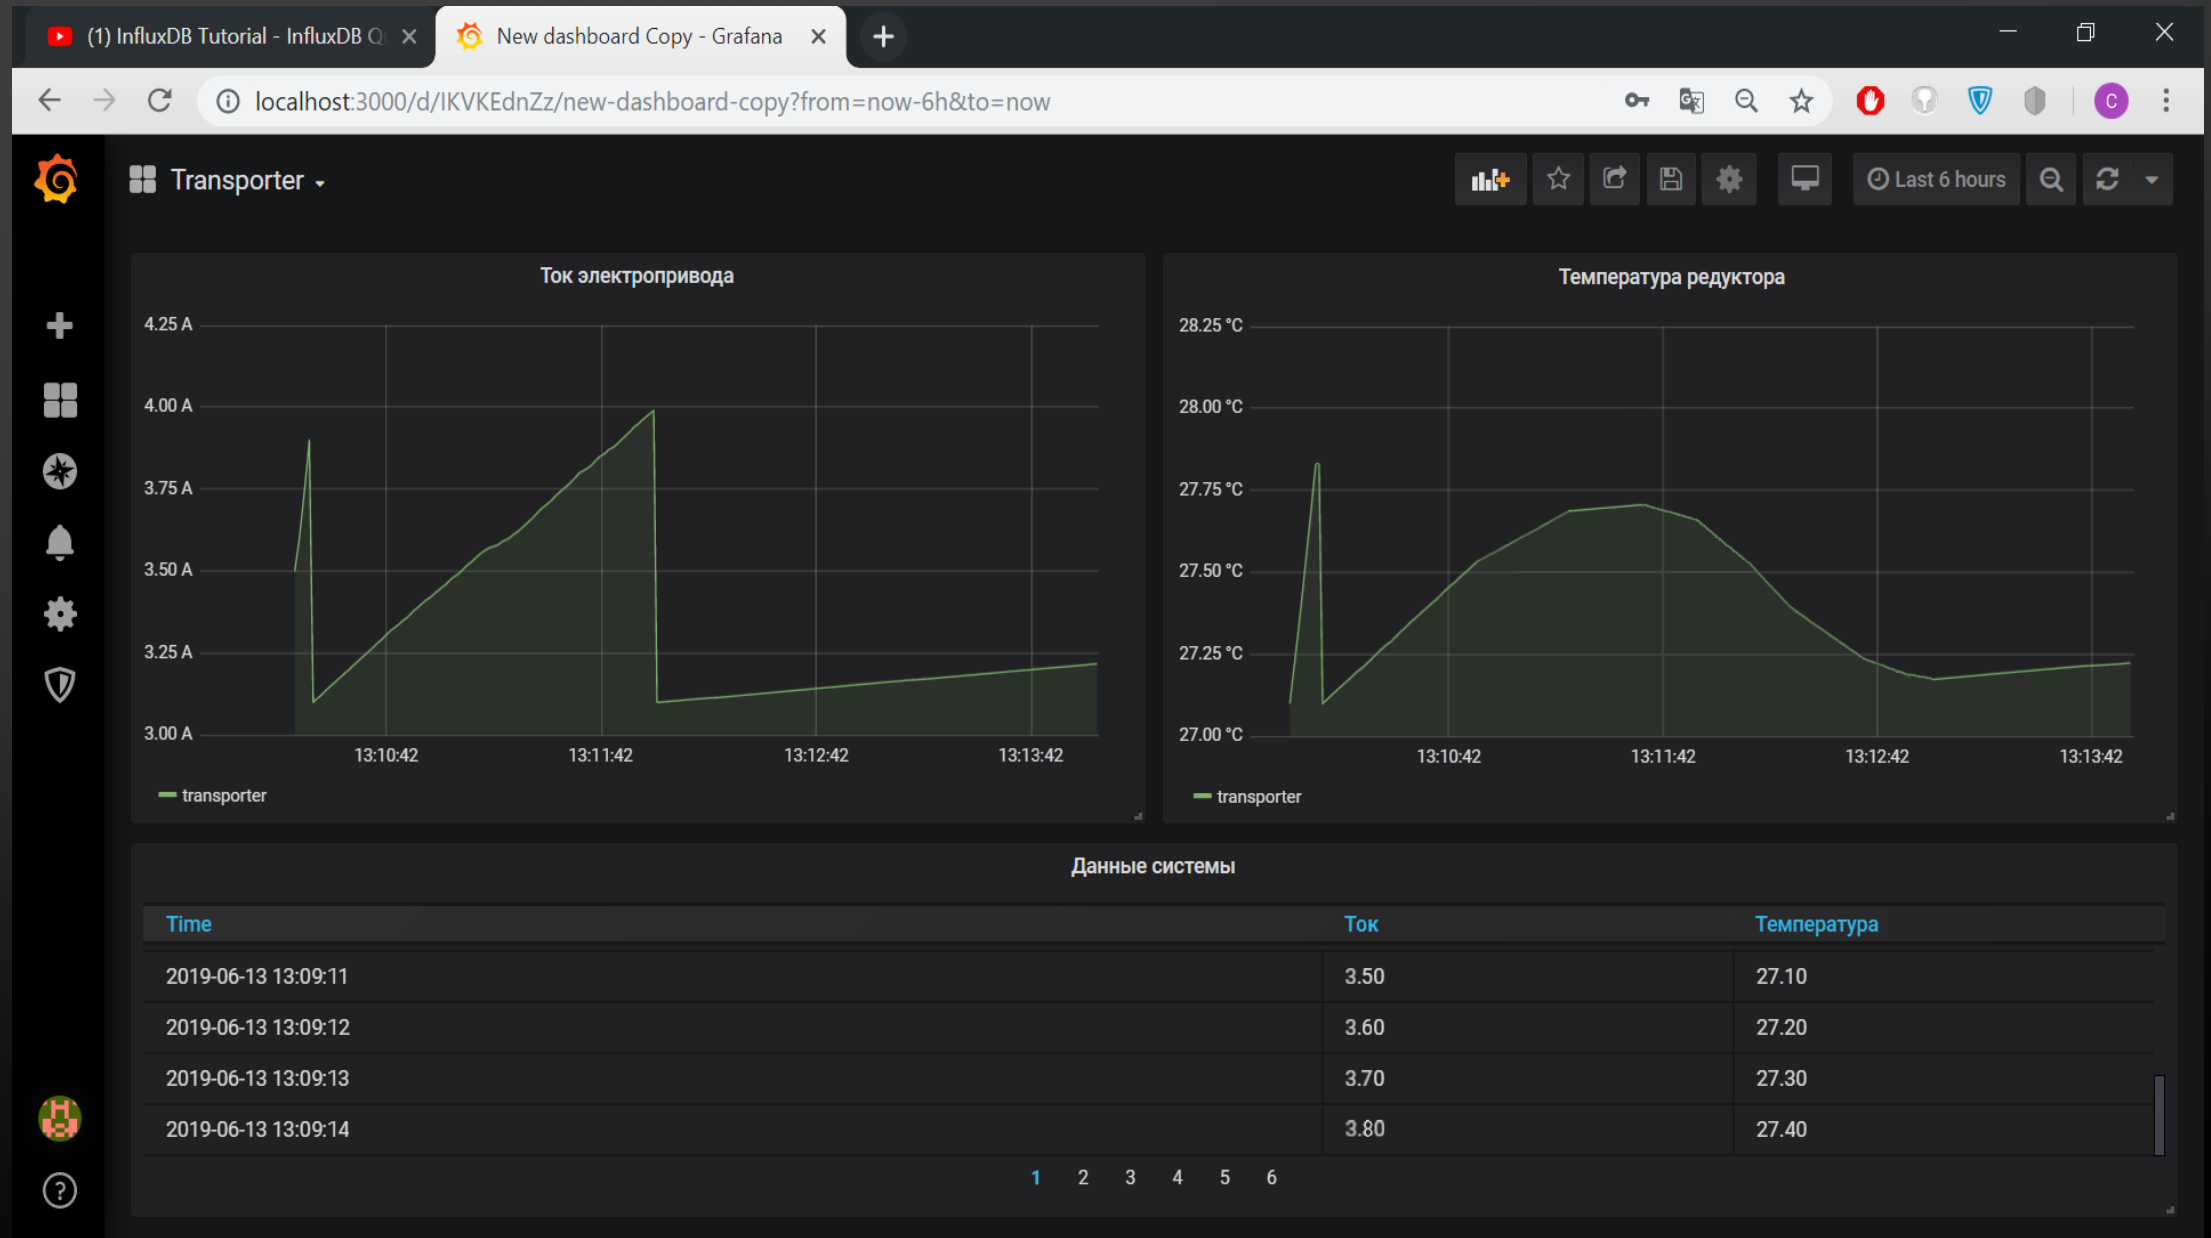 (1) InfluxDB Tutorial - InfluxDB Q
New dashboard Copy - Grafana
localhost:3000/d/IKVKEdnZz/new-dashboard-copy?from=now-6h&to=now
C
Transporter
Last 6 hours
Ток электропривода
4.25 A
4.00 A
3.75 A
3.50 A
3.25 A
3.00 A
13:10:42 13:11:42 13:12:42 13:13:42
transporter
Температура редуктора
28.25 °C
28.00 °C
27.75 °C
27.50 °C
27.25 °C
27.00 °C
13:10:42 13:11:42 13:12:42 13:13:42
transporter
Данные системы
Time Ток Температура
2019-06-13 13:09:11 3.50 27.10
2019-06-13 13:09:12 3.60 27.20
2019-06-13 13:09:13 3.70 27.30
2019-06-13 13:09:14 3.80 27.40
1 2 3 4 5 6